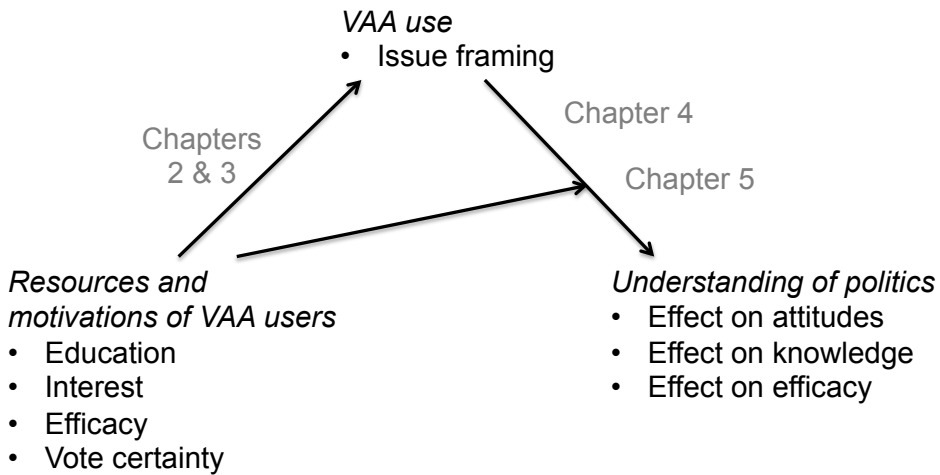 VAA use
• Issue framing
Chapters
2 & 3
Chapter 4
Chapter 5
Resources and
motivations of VAA users
• Education
• Interest
• Efficacy
• Vote certainty
Understanding of politics
• Effect on attitudes
• Effect on knowledge
• Effect on efficacy